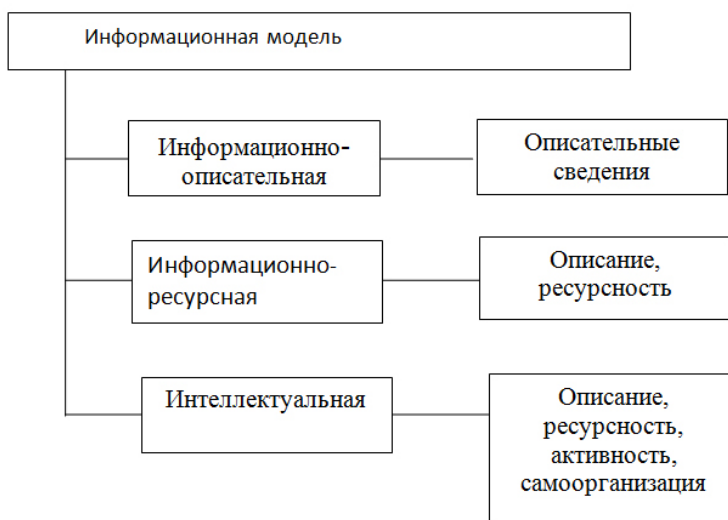 Информационная модель
Информационно-
описательная
Описательные
сведения
Информационно-
ресурсная
Описание,
ресурсность
Интеллектуальная
Описание,
ресурсность,
активность,
самоорганизация